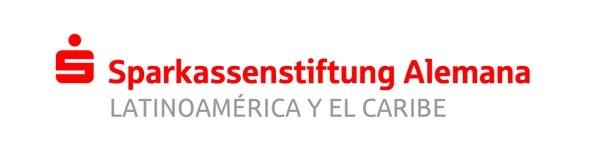 Sparkassenstiftung Alemana
LATINOAMÉRICA Y EL CARIBE